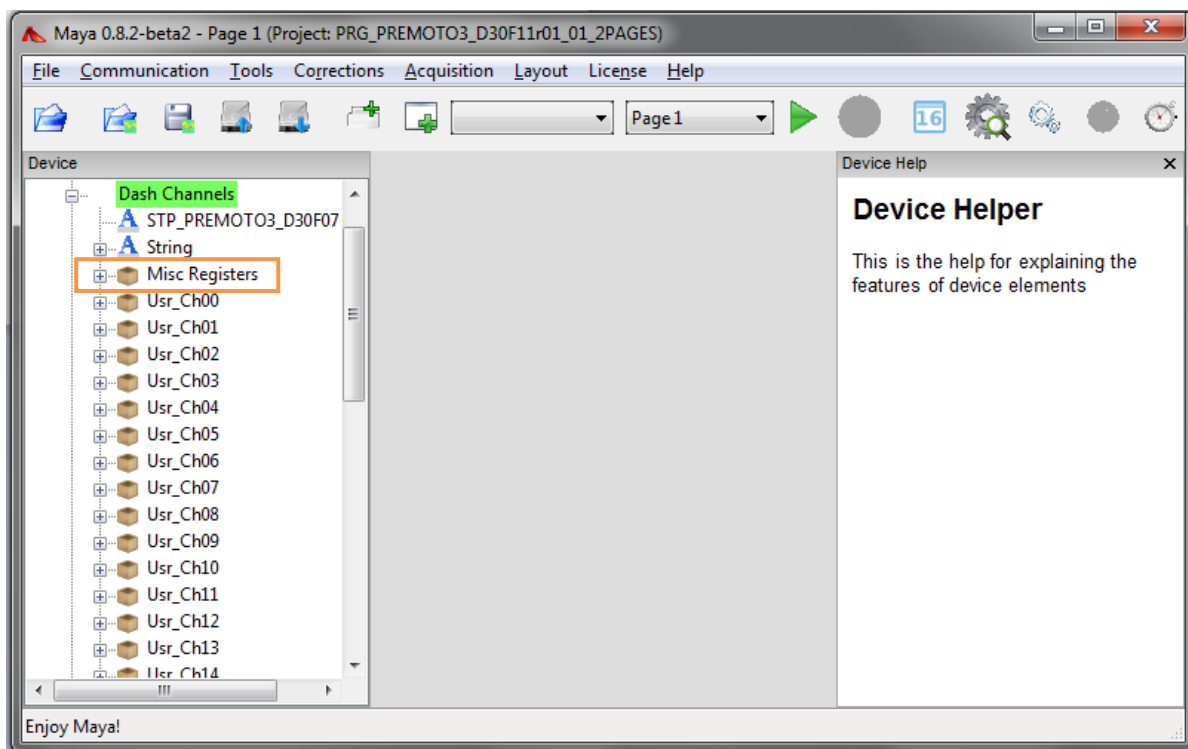 Maya 0.8.2-beta2 - Page 1 (Project: PRG_PREMOTO3_D30F11r01_01_2PAGES)
File Communication Tools Corrections Acquisition Layout License Help
Page 1
16
Device
Device Help
Dash Channels
STP_PREMOTO3_D30F07
String
Misc Registers
Usr_Ch00
Usr_Ch01
Usr_Ch02
Usr_Ch03
Usr_Ch04
Usr_Ch05
Usr_Ch06
Usr_Ch07
Usr_Ch08
Usr_Ch09
Usr_Ch10
Usr_Ch11
Usr_Ch12
Usr_Ch13
Usr_Ch14
Device Helper
This is the help for explaining the
features of device elements
Enjoy Maya!